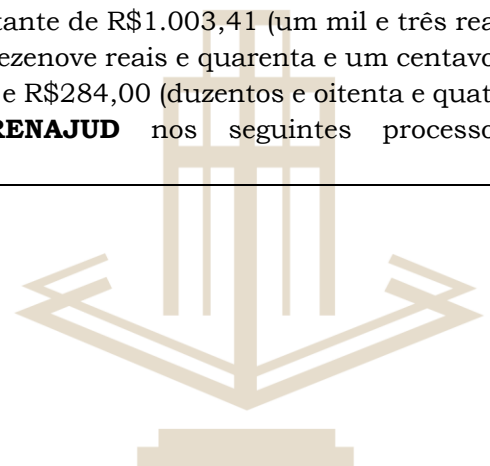 tante de R$1.003,41 (um mil e três rea
ezenove reais e quarenta e um centavo
e R$284,00 (duzentos e oitenta e quat
RENAJUD nos seguintes processo